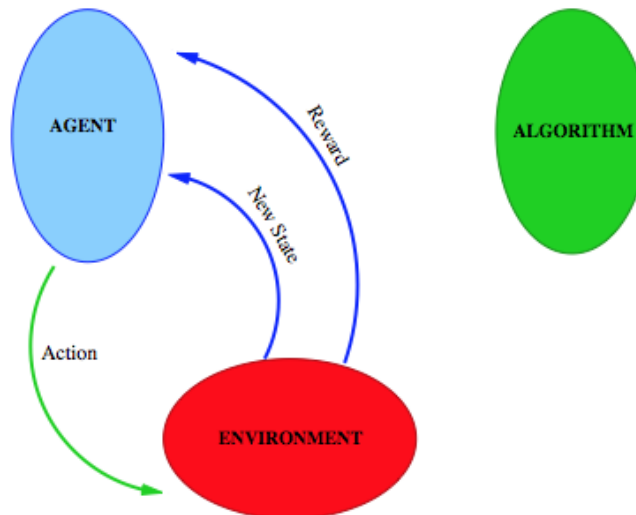 AGENT
ALGORITHM
Reward
New State
Action
ENVIRONMENT